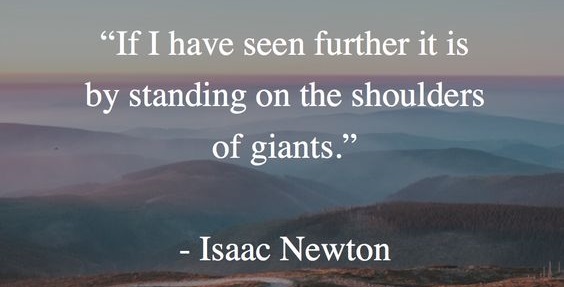 “If I have seen further it is
by standing on the shoulders
of giants.”
- Isaac Newton